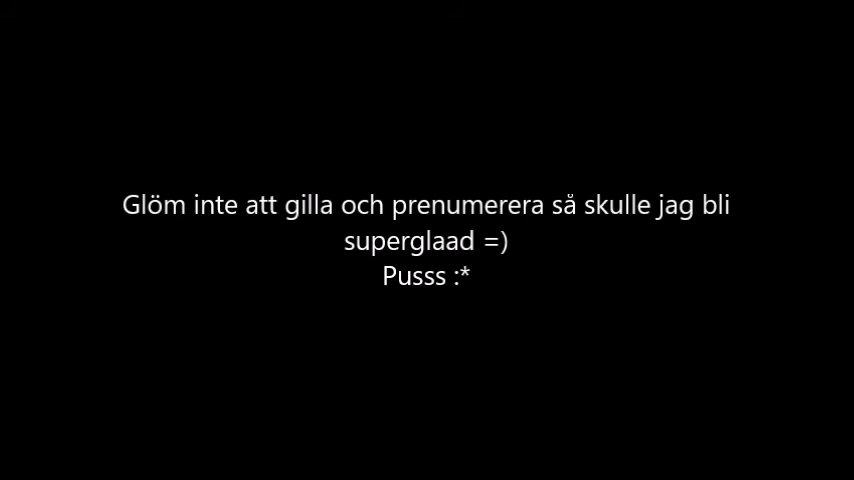 Glöm inte att gilla och prenumerera så skulle jag bli
superglaad =)
Pusss :*